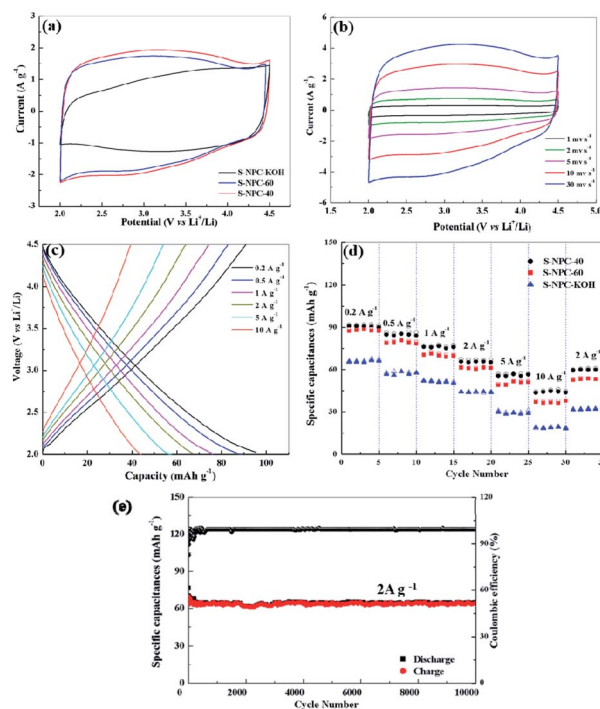 (a)
Current (A g⁻¹)
3
2
1
0
-1
-2
-3
2.0 2.5 3.0 3.5 4.0 4.5
Potential (V vs Li⁺/Li)
S-NPC-KOH
S-NPC-60
S-NPC-40
(b)
Current (A g⁻¹)
6
4
2
0
-2
-4
-6
1.5 2.0 2.5 3.0 3.5 4.0 4.5 5.0
Potential (V vs Li⁺/Li)
1 mv s⁻¹
2 mv s⁻¹
5 mv s⁻¹
10 mv s⁻¹
30 mv s⁻¹
(c)
Voltage (V vs Li⁺/Li)
4.5
4.0
3.5
3.0
2.5
2.0
0 20 40 60 80 100
Capacity (mAh g⁻¹)
0.2 A g⁻¹
0.5 A g⁻¹
1 A g⁻¹
2 A g⁻¹
5 A g⁻¹
10 A g⁻¹
(d)
Specific capacitances (mAh g⁻¹)
150
120
90
60
30
0
S-NPC-40
S-NPC-60
S-NPC-KOH
0.2 A g⁻¹
0.5 A g⁻¹
1 A g⁻¹
2 A g⁻¹
5 A g⁻¹
10 A g⁻¹
2 A g⁻¹
0 5 10 15 20 25 30
Cycle Number
(e)
Specific capacitances (mAh g⁻¹)
150
120
90
60
30
0
2A g ⁻¹
Discharge
Charge
0 2000 4000 6000 8000 10000
Cycle Number
120
90
60
30
0
Coulombic efficiency (%)